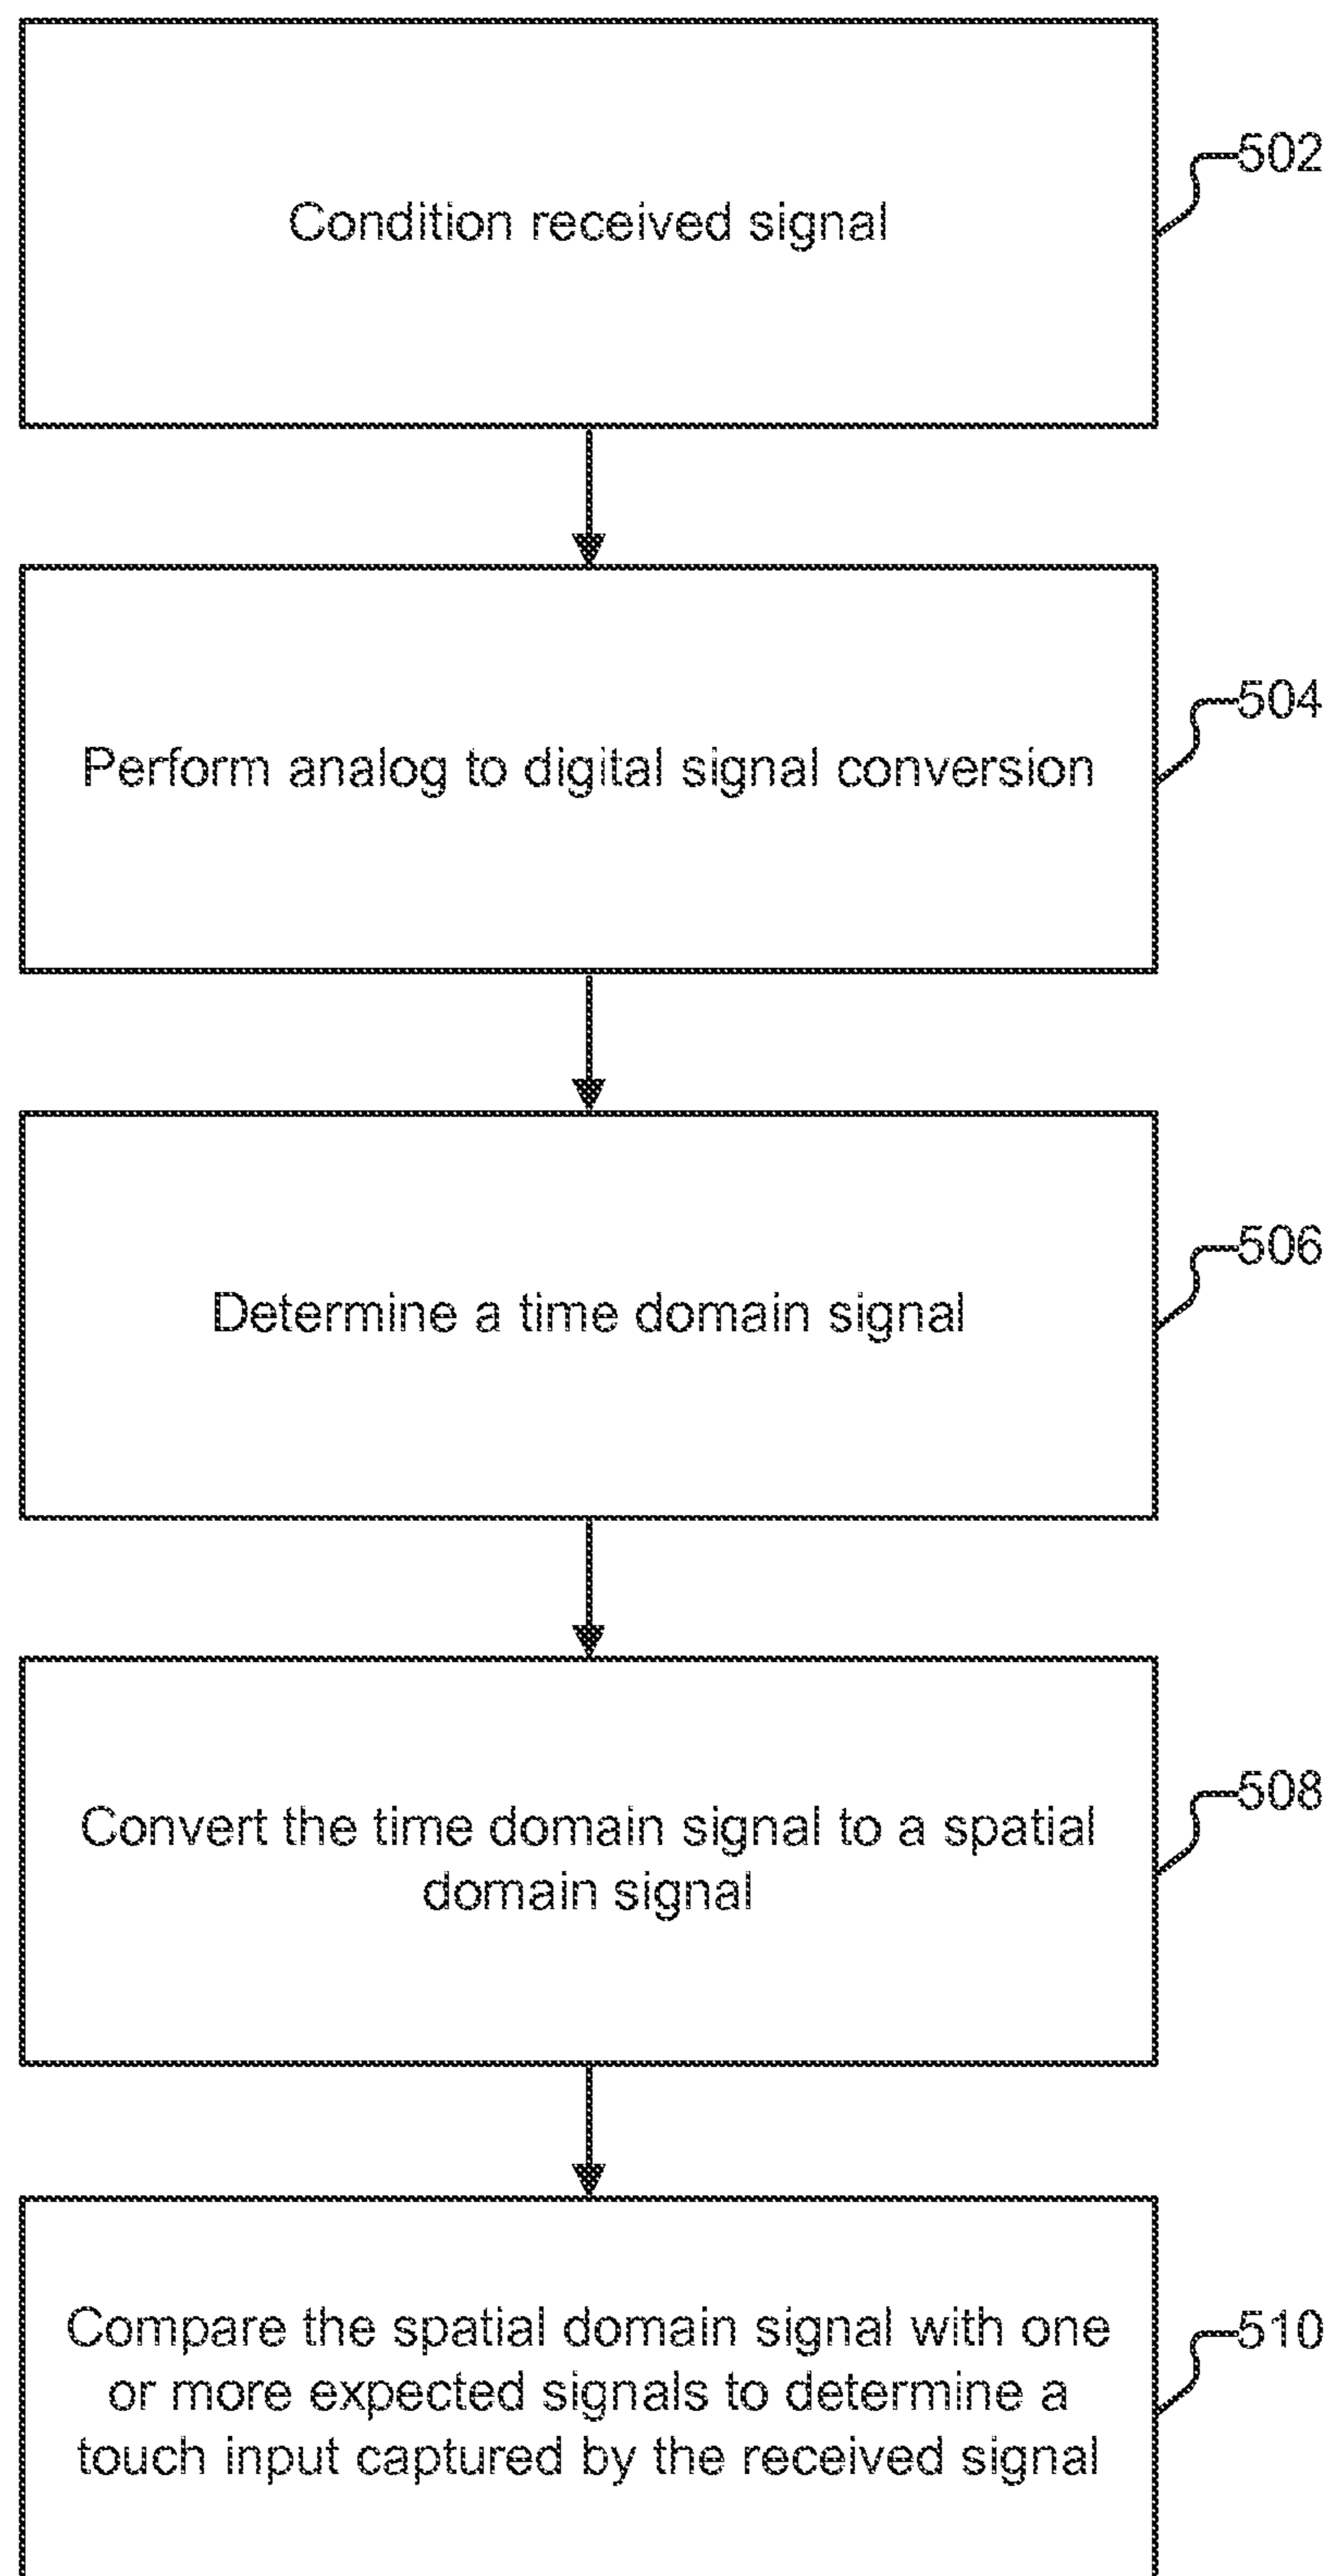 502
Condition received signal
504
Perform analog to digital signal conversion
506
Determine a time domain signal
508
Convert the time domain signal to a spatial
domain signal
510
Compare the spatial domain signal with one
or more expected signals to determine a
touch input captured by the received signal